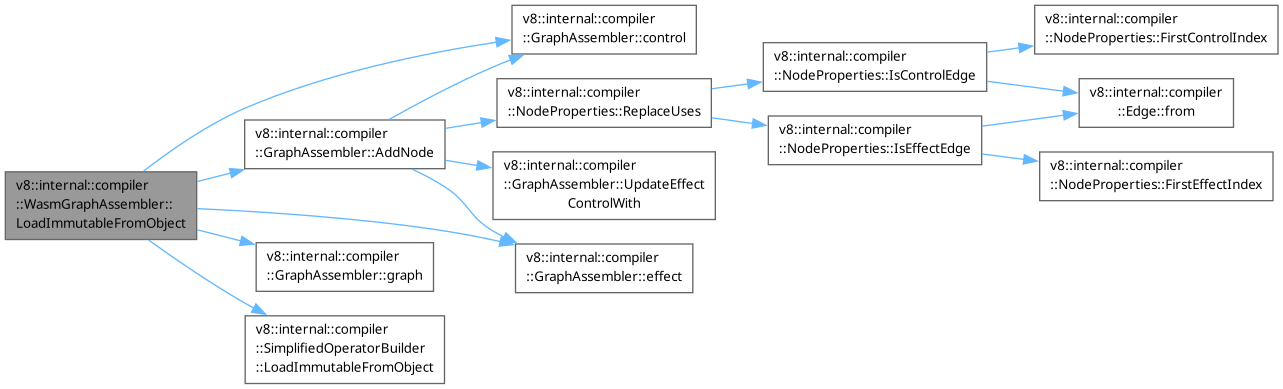 v8::internal::compiler
::WasmGraphAssembler::
LoadImmutableFromObject
v8::internal::compiler
::GraphAssembler::AddNode
v8::internal::compiler
::GraphAssembler::graph
v8::internal::compiler
::SimplifiedOperatorBuilder
::LoadImmutableFromObject
v8::internal::compiler
::GraphAssembler::control
v8::internal::compiler
::NodeProperties::ReplaceUses
v8::internal::compiler
::GraphAssembler::UpdateEffect
ControlWith
v8::internal::compiler
::GraphAssembler::effect
v8::internal::compiler
::NodeProperties::IsControlEdge
v8::internal::compiler
::NodeProperties::IsEffectEdge
v8::internal::compiler
::NodeProperties::FirstControlIndex
v8::internal::compiler
::Edge::from
v8::internal::compiler
::NodeProperties::FirstEffectIndex